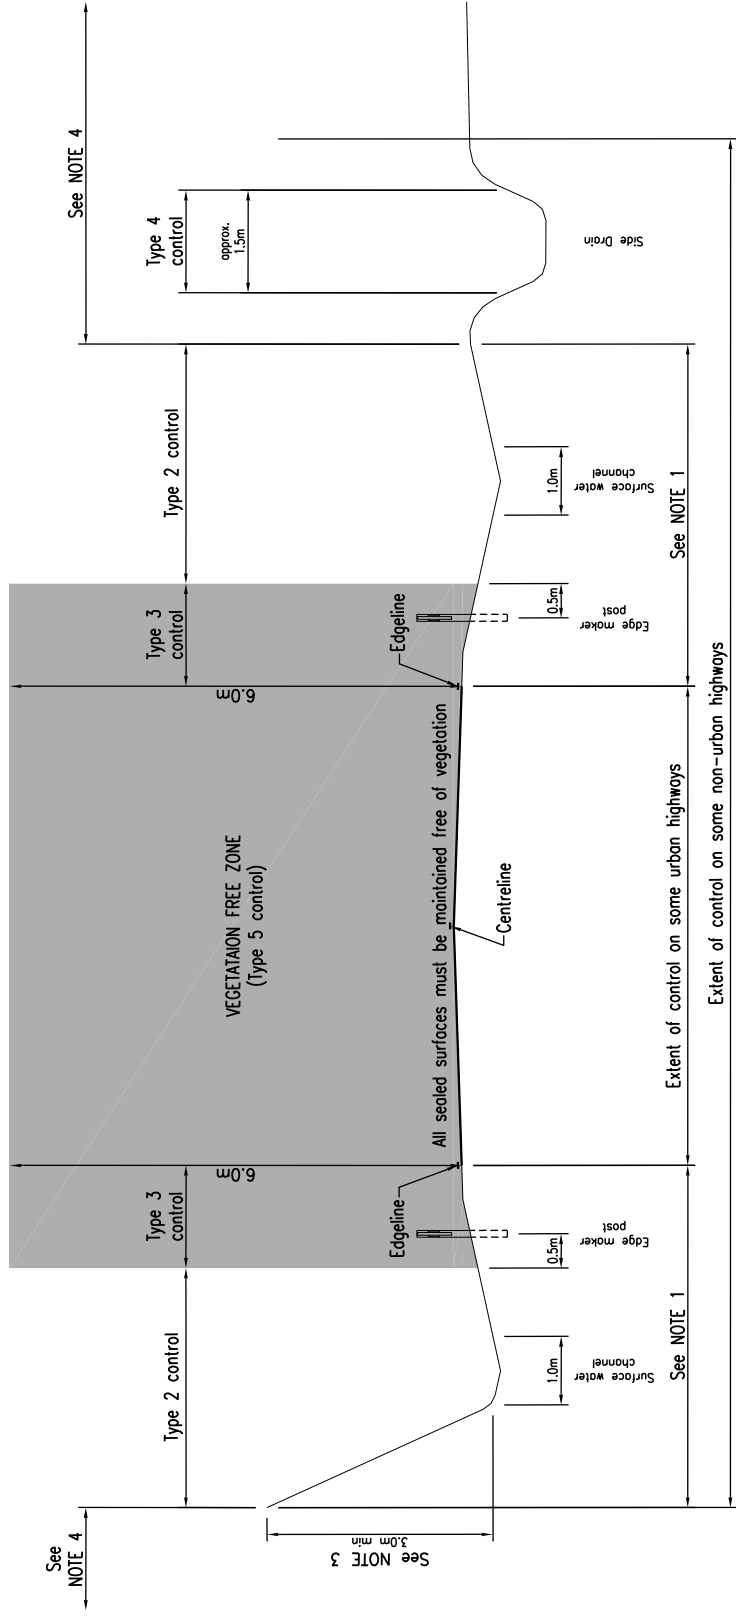 See
NOTE 4
See NOTE 4
Type 2 control
Type 3
control
Type 3
control
Type 2 control
Type 4
control
approx.
1.5m
VEGETATAION FREE ZONE
(Type 5 control)
6.0m
6.0m
Edgeline
Edgeline
All sealed surfaces must be maintained free of vegetation
Centreline
See NOTE 3
3.0m min
1.0m
Surface water
channel
0.5m
Edge maker
post
0.5m
Edge maker
post
1.0m
Surface water
channel
Side Drain
See NOTE 1
Extent of control on some urban highways
See NOTE 1
Extent of control on some non-urban highways